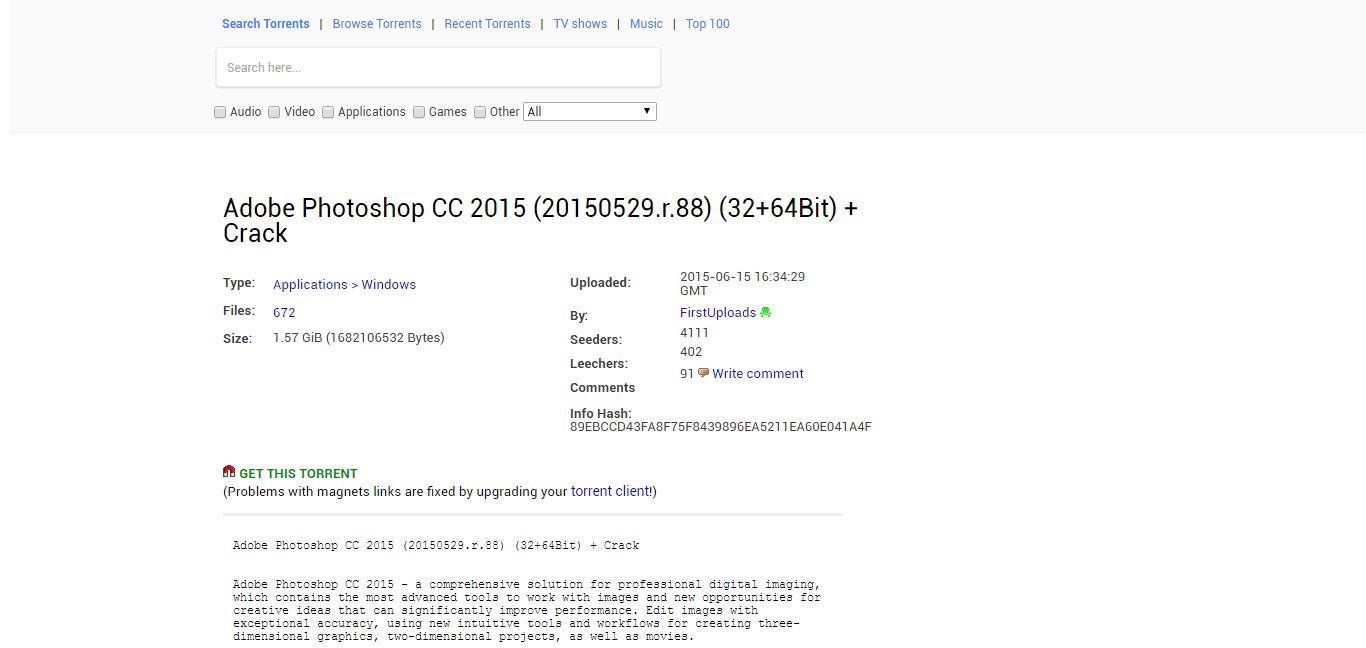 Search Torrents | Browse Torrents | Recent Torrents | TV shows | Music | Top 100
Search here...
Audio Video Applications Games Other All
Adobe Photoshop CC 2015 (20150529.r.88) (32+64Bit) +
Crack
Type: Applications > Windows
Files: 672
Size: 1.57 GiB (1682106532 Bytes)
Uploaded: 2015-06-15 16:34:29
GMT
By: FirstUploads
Seeders: 4111
Leechers: 402
Comments 91 Write comment
Info Hash:
89EBCCD43FA8F75F8439896EA5211EA60E041A4F
GET THIS TORRENT
(Problems with magnets links are fixed by upgrading your torrent client!)
Adobe Photoshop CC 2015 (20150529.r.88) (32+64Bit) + Crack
Adobe Photoshop CC 2015 - a comprehensive solution for professional digital imaging,
which contains the most advanced tools to work with images and new opportunities for
creative ideas that can significantly improve performance. Edit images with
exceptional accuracy, using new intuitive tools and workflows for creating three-
dimensional graphics, two-dimensional projects, as well as movies.